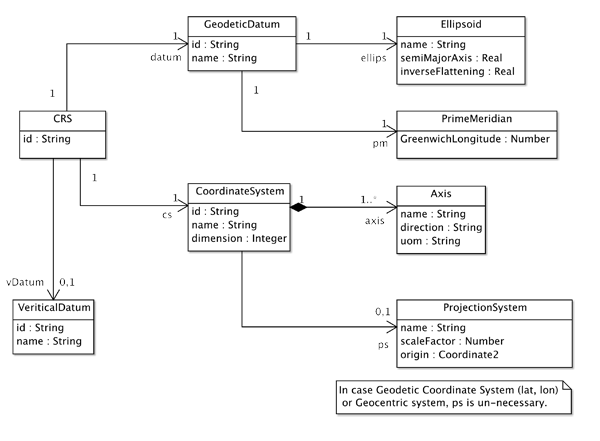 GeodeticDatum
id : String
name : String
1
1
datum
1
1
ellips
Ellipsoid
name : String
semiMajorAxis : Real
inverseFlattening : Real
1
1
pm
PrimeMeridian
GreenwichLongitude : Number
CRS
id : String
1
1
1
cs
CoordinateSystem
id : String
name : String
dimension : Integer
1
1..*
axis
Axis
name : String
direction : String
uom : String
vDatum
0,1
VeriticalDatum
id : String
name : String
0,1
ps
ProjectionSystem
name : String
scaleFactor : Number
origin : Coordinate2
In case Geodetic Coordinate System (lat, lon)
or Geocentric system, ps is un-necessary.